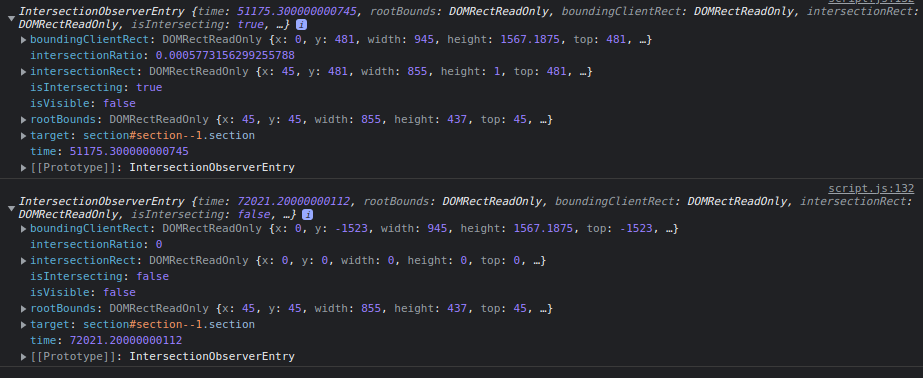 script.js:132
IntersectionObserverEntry {time: 51175.300000000745, rootBounds: DOMRectReadOnly, boundingClientRect: DOMRectReadOnly, intersectionRect:
DOMRectReadOnly, isIntersecting: true, …} i
boundingClientRect: DOMRectReadOnly {x: 0, y: 481, width: 945, height: 1567.1875, top: 481, …}
intersectionRatio: 0.0005773156299255788
intersectionRect: DOMRectReadOnly {x: 45, y: 481, width: 855, height: 1, top: 481, …}
isIntersecting: true
isVisible: false
rootBounds: DOMRectReadOnly {x: 45, y: 45, width: 855, height: 437, top: 45, …}
target: section#section--1.section
time: 51175.300000000745
[[Prototype]]: IntersectionObserverEntry
script.js:132
IntersectionObserverEntry {time: 72021.20000000112, rootBounds: DOMRectReadOnly, boundingClientRect: DOMRectReadOnly, intersectionRect:
DOMRectReadOnly, isIntersecting: false, …} i
boundingClientRect: DOMRectReadOnly {x: 0, y: -1523, width: 945, height: 1567.1875, top: -1523, …}
intersectionRatio: 0
intersectionRect: DOMRectReadOnly {x: 0, y: 0, width: 0, height: 0, top: 0, …}
isIntersecting: false
isVisible: false
rootBounds: DOMRectReadOnly {x: 45, y: 45, width: 855, height: 437, top: 45, …}
target: section#section--1.section
time: 72021.20000000112
[[Prototype]]: IntersectionObserverEntry